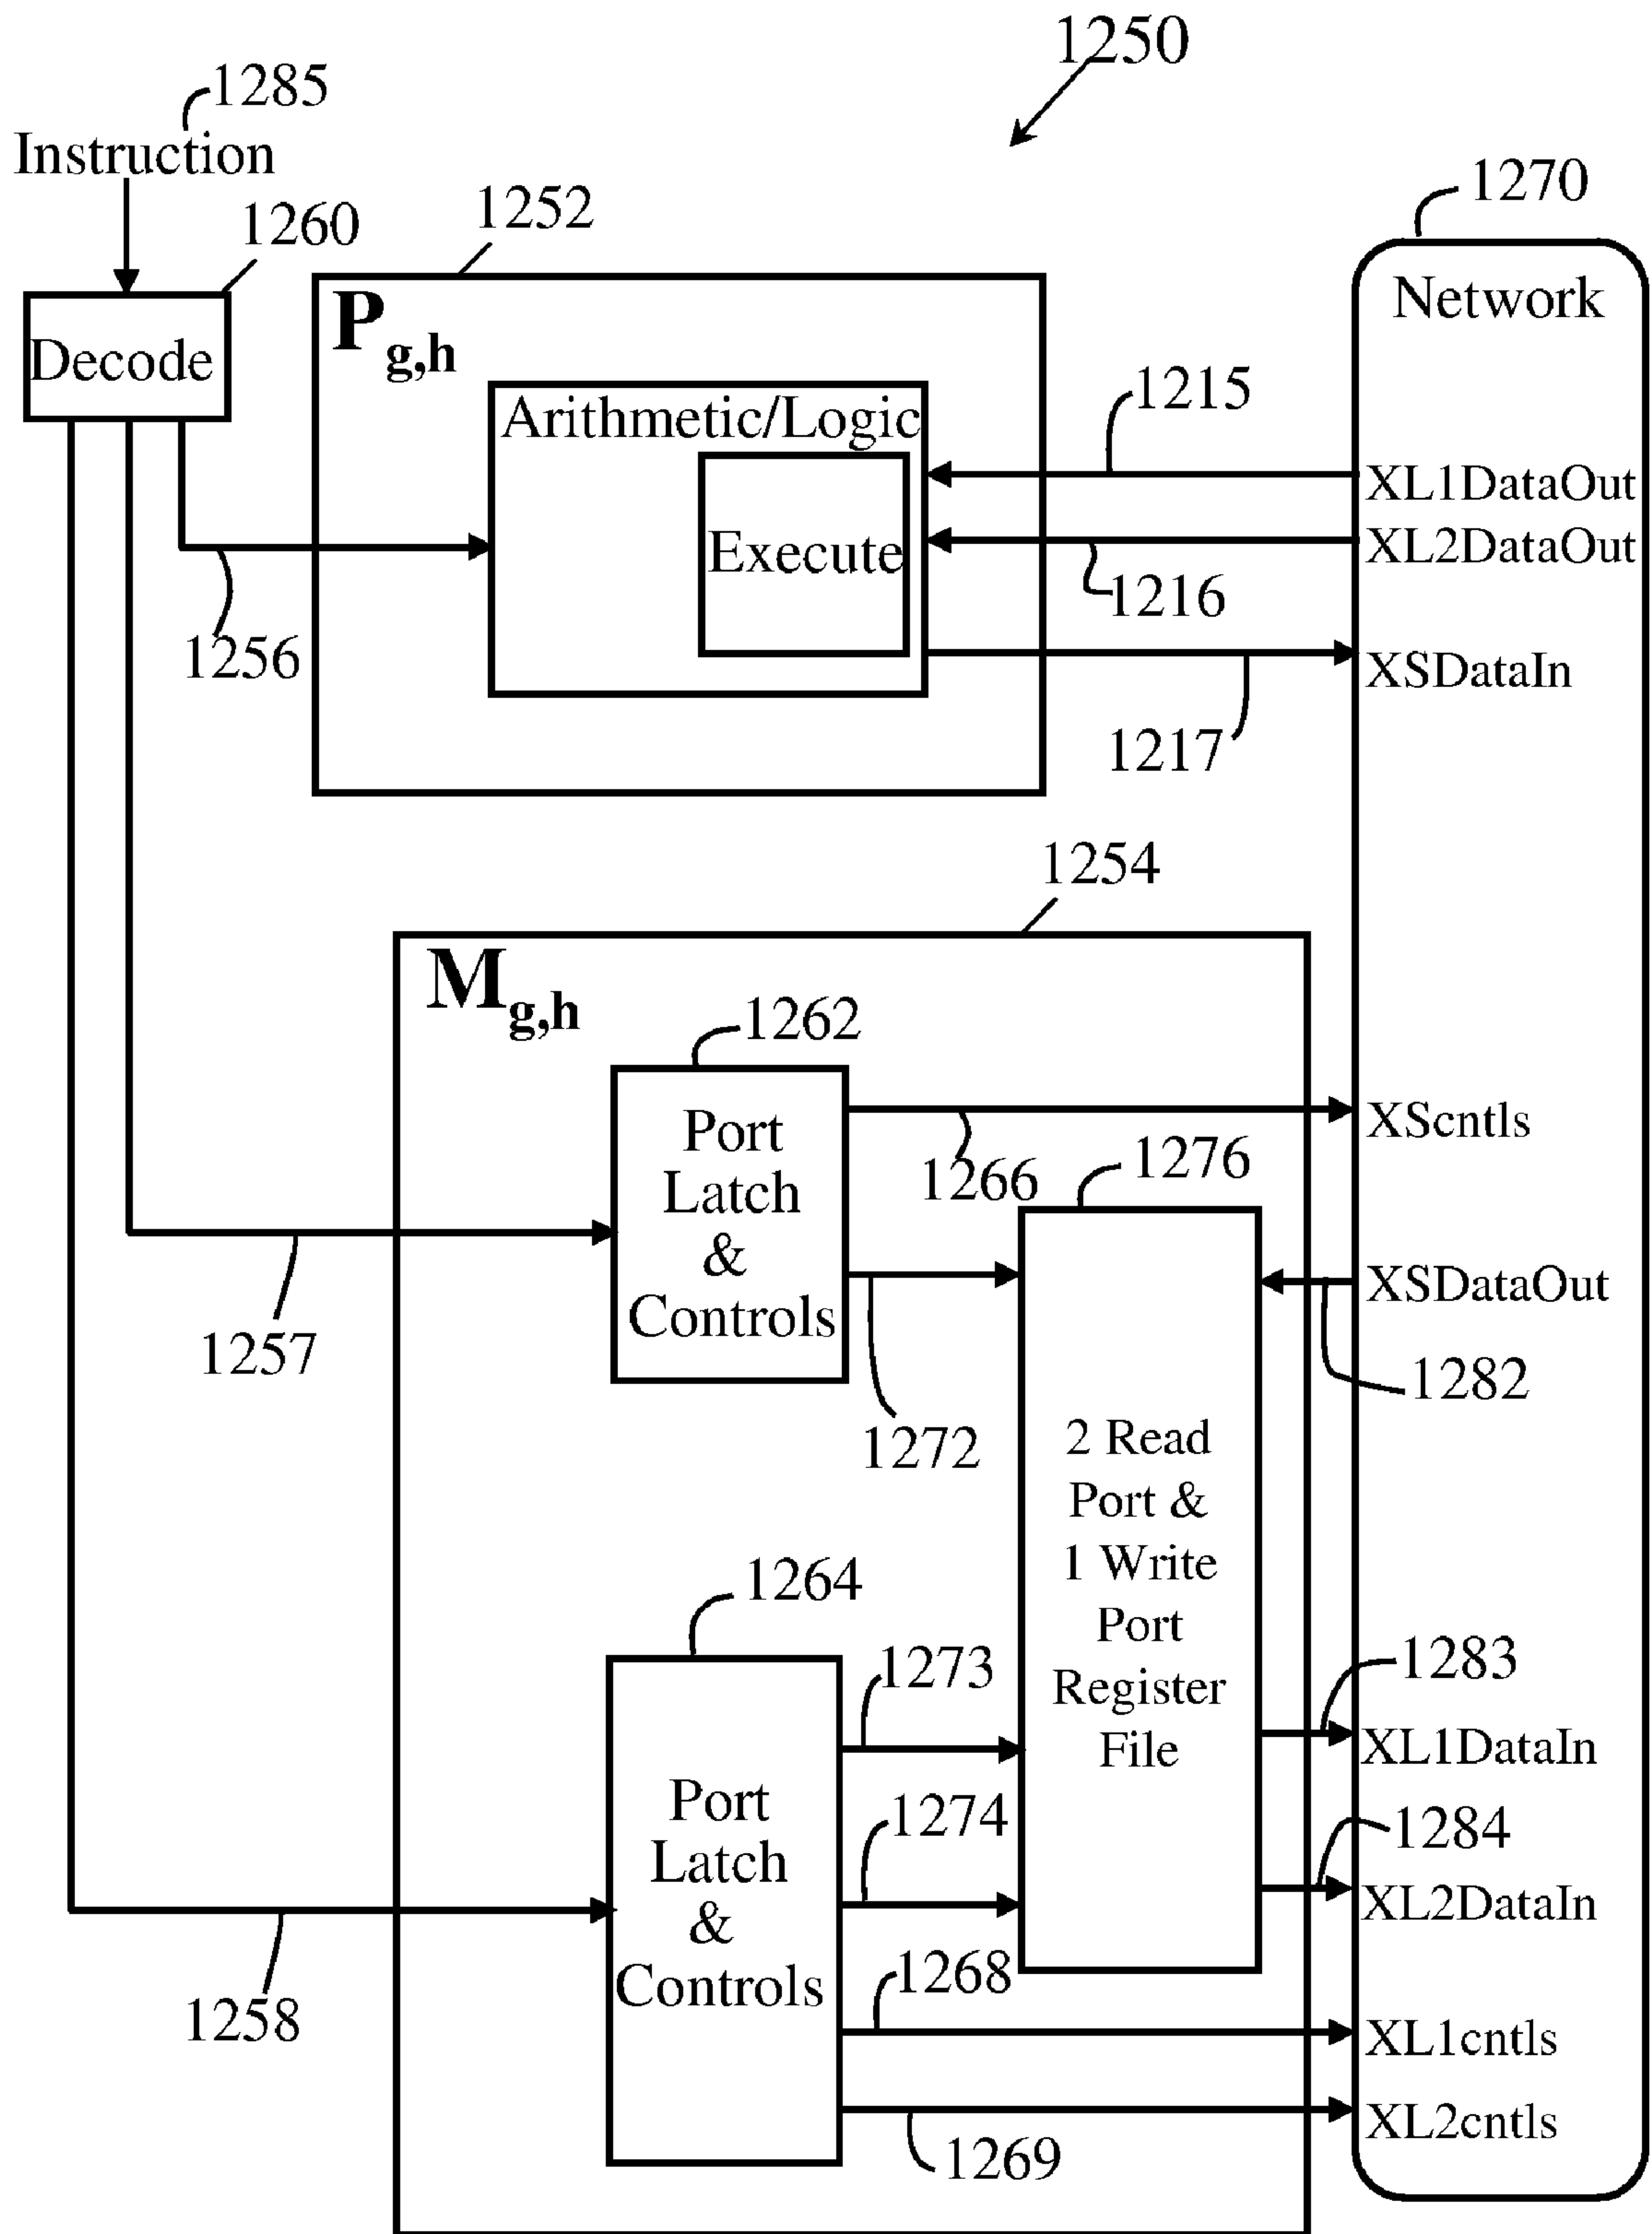 1250
1285
Instruction
1260
1252
1270
Decode
P g,h
Network
Arithmetic/Logic
1215
XL1DataOut
Execute
XL2DataOut
1216
1256
XSDataIn
1217
1254
M g,h
1262
Port
Latch
&
Controls
XScntls
1266
1276
1257
XSDataOut
1282
1272
2 Read
Port &
1 Write
Port
Register
File
1264
1273
1283
XL1DataIn
Port
Latch
&
Controls
1274
1284
XL2DataIn
1268
1258
XL1cntls
XL2cntls
1269